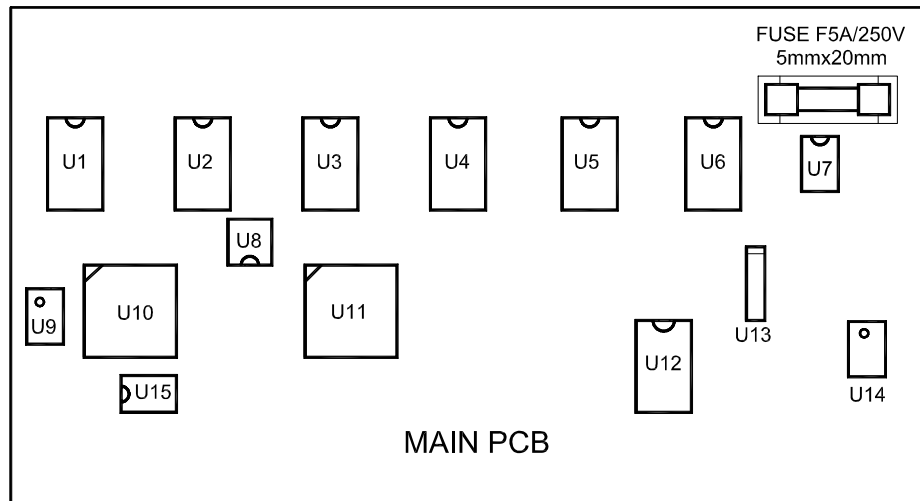 FUSE F5A/250V
5mmx20mm
U1
U2
U3
U4
U5
U6
U7
U8
U9
U10
U11
U12
U13
U14
U15
MAIN PCB